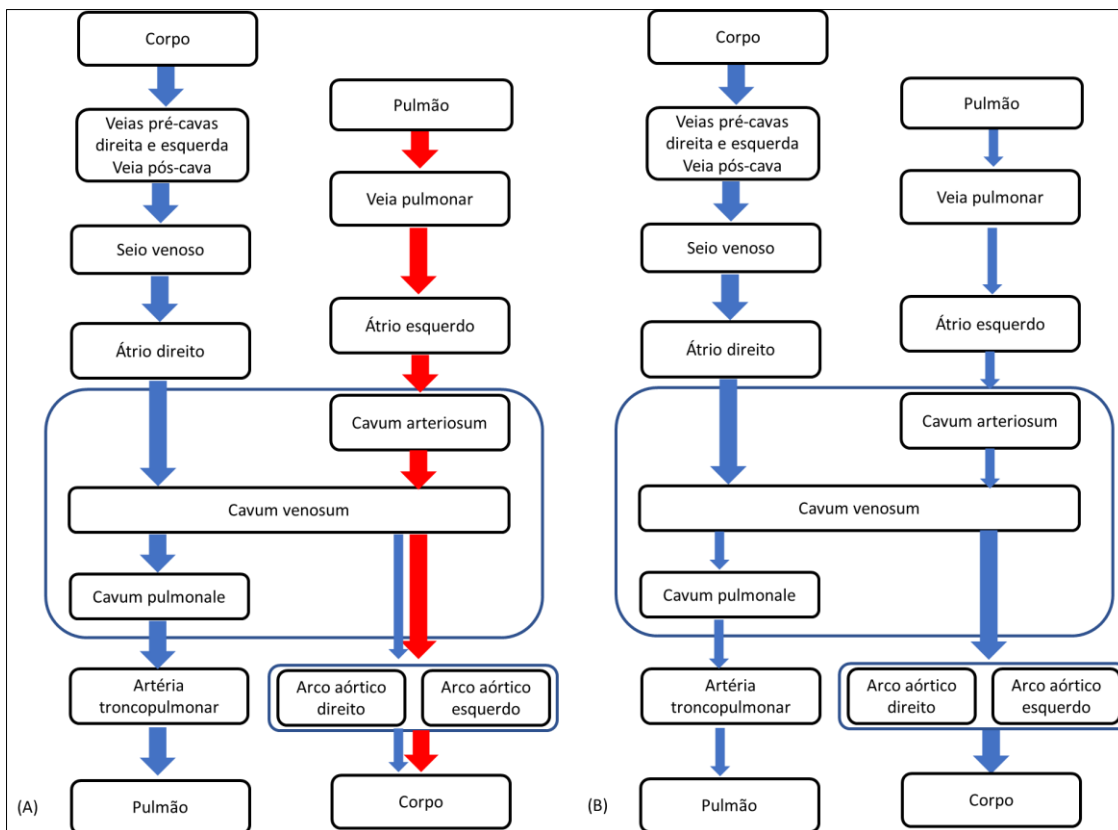 Corpo
Veias pré-cavas
direita e esquerda
Veia pós-cava
Seio venoso
Átrio direito
Pulmão
Veia pulmonar
Átrio esquerdo
Cavum arteriosum
Cavum venosum
Cavum pulmonale
Artéria
troncopulmonar
Arco aórtico
direito
Arco aórtico
esquerdo
Pulmão
Corpo
(A)
Corpo
Veias pré-cavas
direita e esquerda
Veia pós-cava
Seio venoso
Átrio direito
Pulmão
Veia pulmonar
Átrio esquerdo
Cavum arteriosum
Cavum venosum
Cavum pulmonale
Artéria
troncopulmonar
Arco aórtico
direito
Arco aórtico
esquerdo
Pulmão
Corpo
(B)